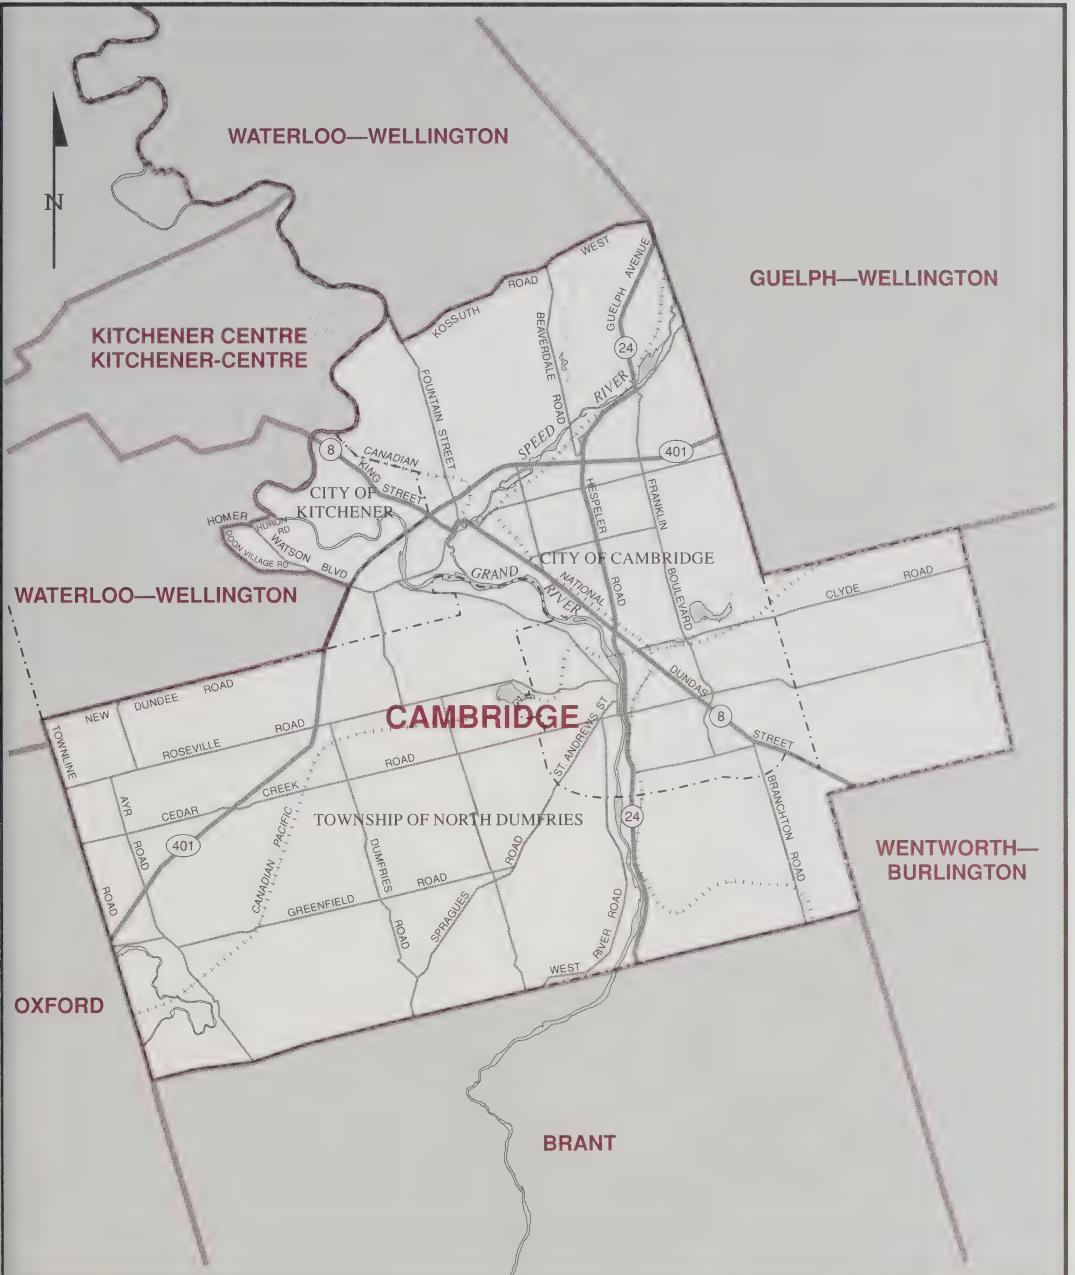 WATERLOO—WELLINGTON
N
GUELPH—WELLINGTON
KITCHENER CENTRE
KITCHENER-CENTRE
KOSSUTH ROAD WEST
GUELPH AVENUE
BEAVERDALE ROAD
24
FOUNTAIN STREET
SPEED RIVER
8
CANADIAN
KING STREET
401
CITY OF
KITCHENER
HOMER
HURON
RD
WATSON BLVD
DOON VILLAGE RD
HESPELER ROAD
FRANKLIN BOULEVARD
CITY OF CAMBRIDGE
NATIONAL
GRAND RIVER
WATERLOO—WELLINGTON
CLYDE ROAD
NEW DUNDEE ROAD
DUNDAS STREET
8
CAMBRIDGE
TOWNLINE ROAD
ROSEVILLE ROAD
ST. ANDREWS ST
CEDAR CREEK ROAD
AYR ROAD
401
CANADIAN PACIFIC
TOWNSHIP OF NORTH DUMFRIES
24
BRANCHTON ROAD
WENTWORTH—
BURLINGTON
DUMFRIES ROAD
GREENFIELD ROAD
SPRAGUES ROAD
WEST RIVER ROAD
OXFORD
BRANT